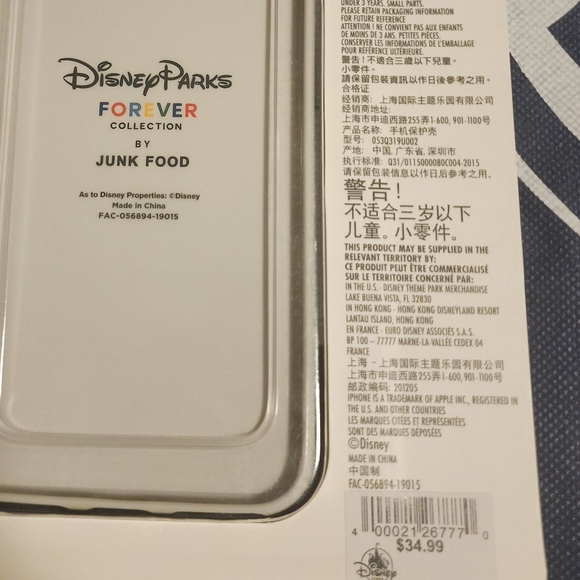 DISNEYPARKS
FOREVER
COLLECTION
BY
JUNK FOOD
As to Disney Properties: ©Disney
Made in China
FAC-056894-19015
UNDER 3 YEARS. SMALL PARTS.
PLEASE RETAIN PACKAGING INFORMATION
FOR FUTURE REFERENCE
ATTENTION ! NE CONVIENT PAS AUX ENFANTS
DE MOINS DE 3 ANS. PETITES PIÈCES.
CONSERVER LES INFORMATIONS DE L'EMBALLAGE
POUR RÉFÉRENCE ULTÉRIEURE.
警告！不適合三歲以下兒童。
小零件。
請保留包裝資訊以作日後參考之用。
合格证
经销商: 上海国际主题乐园有限公司
经销商地址:
上海市申迪西路255弄1-600, 901-1100号
产品名称: 手机保护壳
型号: 053Q319U002
产地: 中国, 广东省, 深圳市
执行标准: Q31/0115000080C004-2015
请保留包装信息以作日后参考之用。
警告！
不适合三岁以下
儿童。小零件。
THIS PRODUCT MAY BE SUPPLIED IN THE
RELEVANT TERRITORY BY:
CE PRODUIT PEUT ÊTRE COMMERCIALISÉ
SUR LE TERRITOIRE CONCERNÉ PAR:
IN THE U.S. - DISNEY THEME PARK MERCHANDISE
LAKE BUENA VISTA, FL 32830
IN HONG KONG - HONG KONG DISNEYLAND RESORT
LANTAU ISLAND, HONG KONG
EN FRANCE - EURO DISNEY ASSOCIÉS S.A.S.
BP 100 – 77777 MARNE-LA-VALLÉE CEDEX 04
FRANCE
上海 – 上海国际主题乐园有限公司
上海市申迪西路255弄1-600,901-1100号
邮政编码: 201205
IPHONE IS A TRADEMARK OF APPLE INC., REGISTERED IN
THE U.S. AND OTHER COUNTRIES
LES MARQUES CITÉES ET REPRÉSENTÉES
SONT DES MARQUES DÉPOSÉES
©Disney
MADE IN CHINA
中国制
FAC-056894-19015
4 00021 26777 0
$34.99
Disney